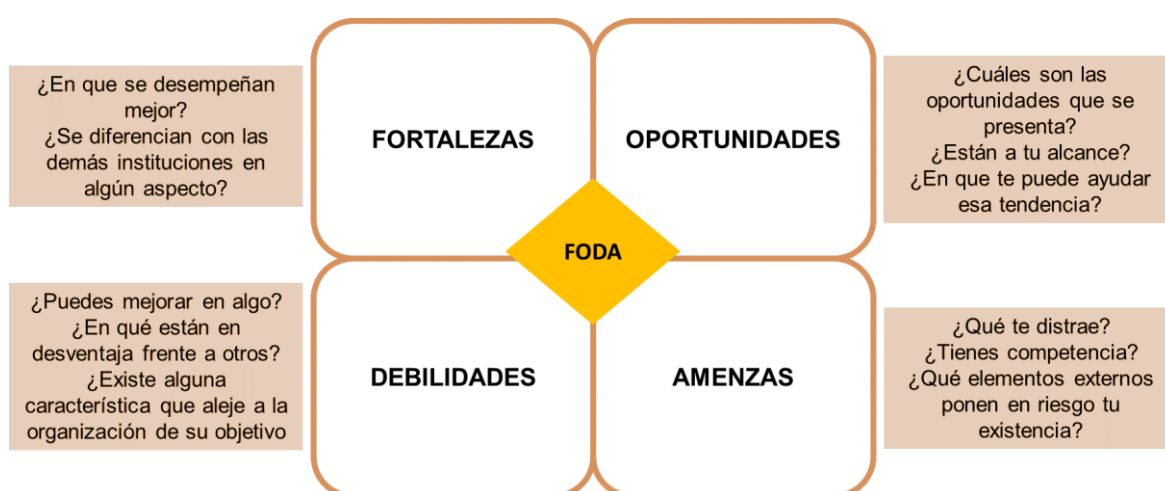 ¿En que se desempeñan
mejor?
¿Se diferencian con las
demás instituciones en
algún aspecto?
FORTALEZAS
OPORTUNIDADES
¿Cuáles son las
oportunidades que se
presenta?
¿Están a tu alcance?
¿En que te puede ayudar
esa tendencia?
FODA
¿Puedes mejorar en algo?
¿En qué están en
desventaja frente a otros?
¿Existe alguna
característica que aleje a la
organización de su objetivo
DEBILIDADES
AMENZAS
¿Qué te distrae?
¿Tienes competencia?
¿Qué elementos externos
ponen en riesgo tu
existencia?